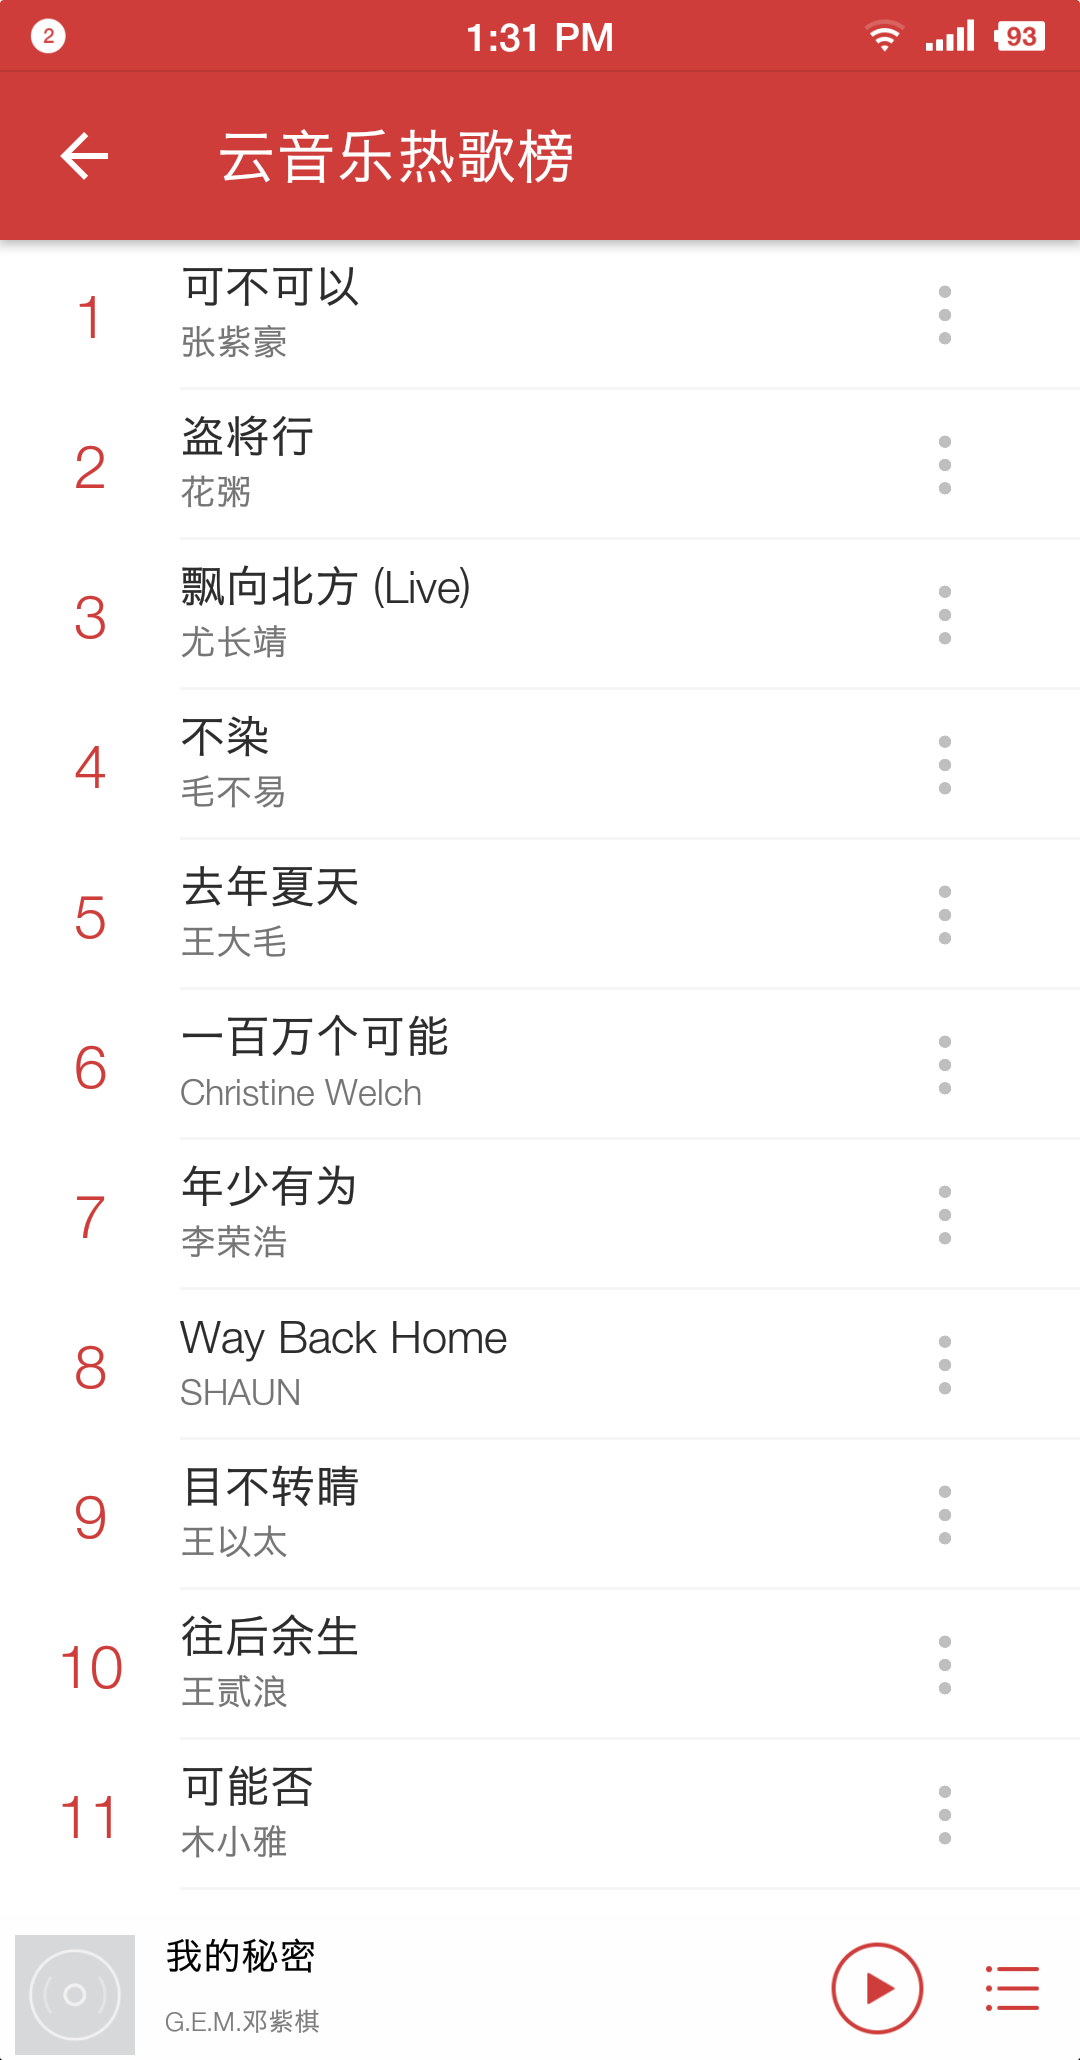 2
1:31 PM
93
云音乐热歌榜
1
可不可以
张紫豪
2
盗将行
花粥
3
飘向北方 (Live)
尤长靖
4
不染
毛不易
5
去年夏天
王大毛
6
一百万个可能
Christine Welch
7
年少有为
李荣浩
8
Way Back Home
SHAUN
9
目不转睛
王以太
10
往后余生
王贰浪
11
可能否
木小雅
我的秘密
G.E.M.邓紫棋